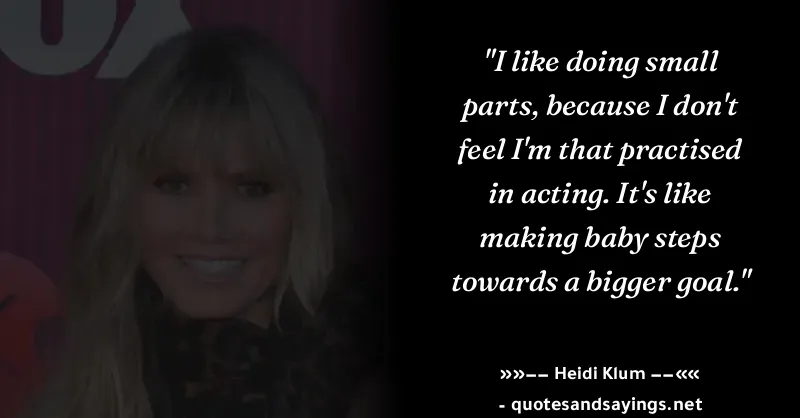 OX
"I like doing small
parts, because I don't
feel I'm that practised
in acting. It's like
making baby steps
towards a bigger goal."
»»–– Heidi Klum ––««
- quotesandsayings.net